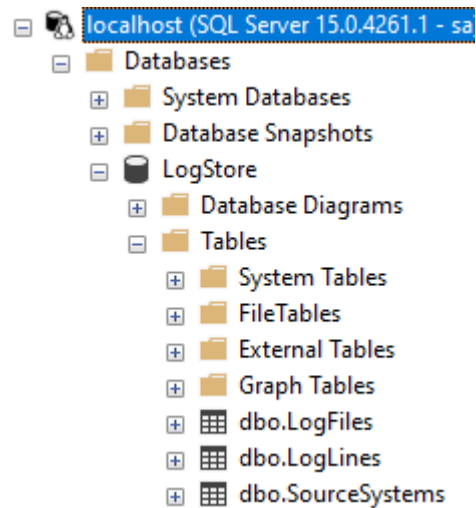 localhost (SQL Server 15.0.4261.1 - sa
Databases
System Databases
Database Snapshots
LogStore
Database Diagrams
Tables
System Tables
FileTables
External Tables
Graph Tables
dbo.LogFiles
dbo.LogLines
dbo.SourceSystems